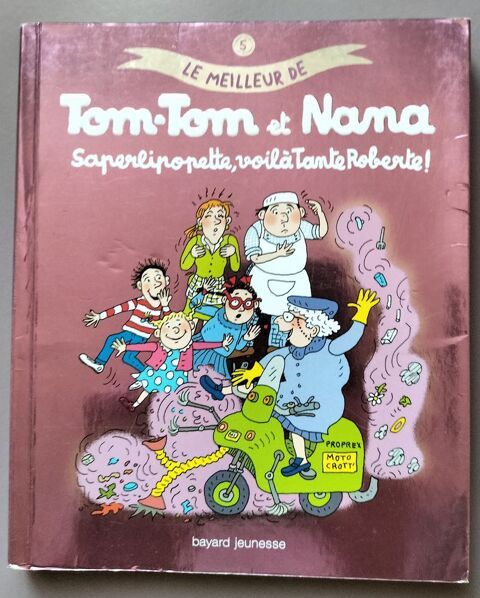 5
LE MEILLEUR DE
Tom-Tom et Nana
Saperlipopette, voilà Tante Roberte!
PROPREX
MOTO
CROTT'
bayard jeunesse